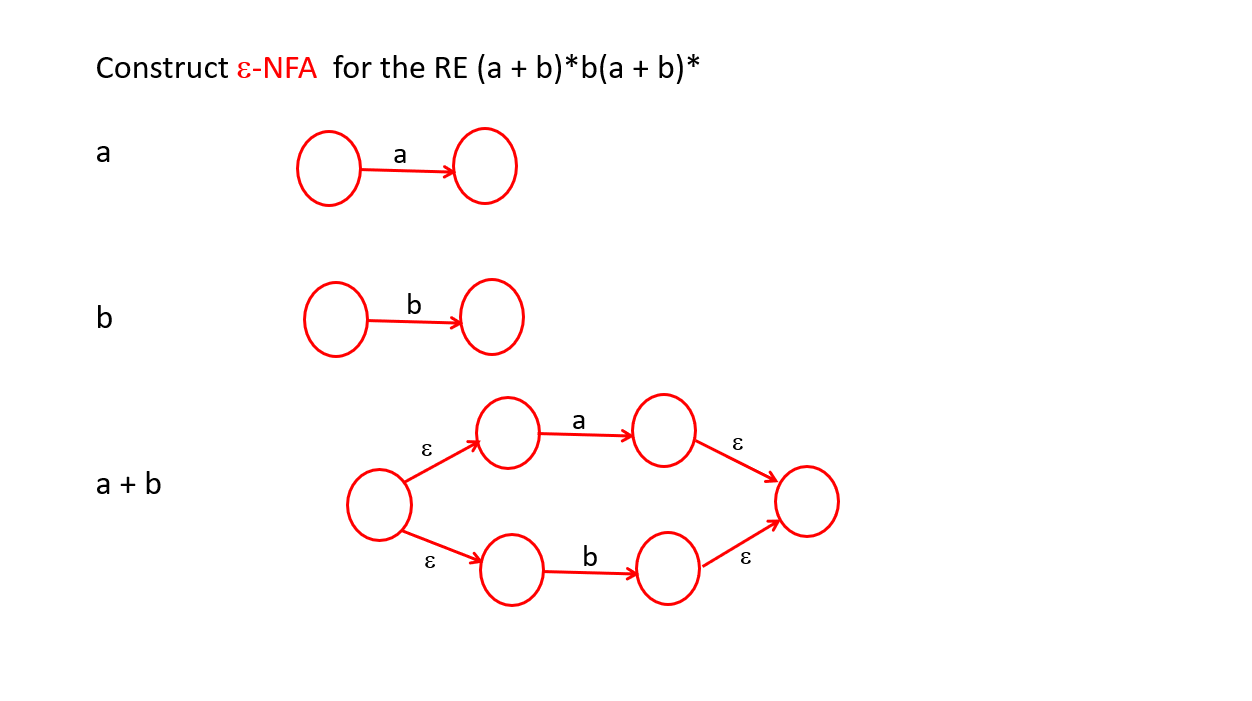 Construct ε-NFA for the RE (a + b)*b(a + b)*
a
a
b
b
a
ε
ε
a + b
b
ε
ε